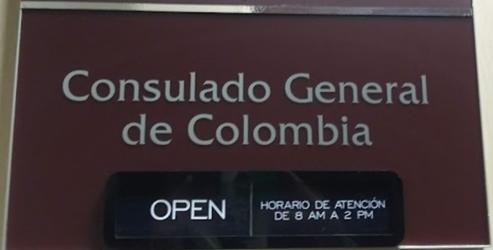 Consulado General
de Colombia
OPEN
HORARIO DE ATENCIÓN
DE 8 AM A 2 PM